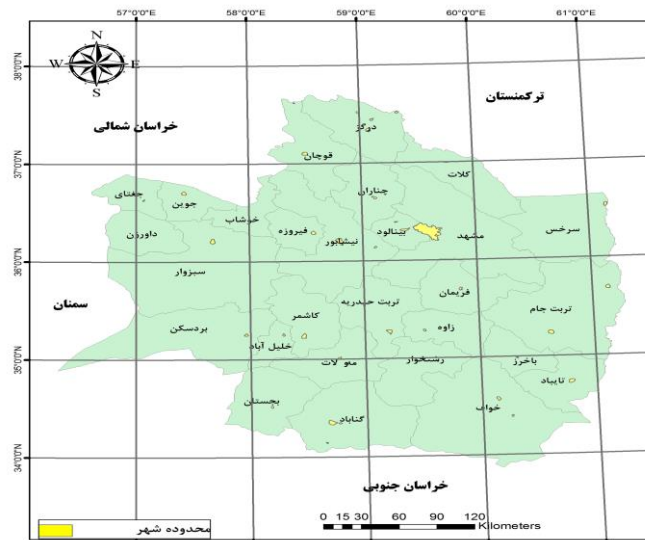 57°0'0"E 58°0'0"E 59°0'0"E 60°0'0"E 61°0'0"E
38°0'0"N
37°0'0"N
36°0'0"N
35°0'0"N
34°0'0"N
N
W E
S
ترکمنستان
خراسان شمالی
سمنان
خراسان جنوبی
درگز
قوچان
کلات
چناران
جغتای
جوین
خوشاب
فیروزه
نیشابور
بینالود
مشهد
سرخس
داورزن
سبزوار
فریمان
تربت حیدریه
تربت جام
کاشمر
زاوه
بردسکن
خلیل آباد
رشتخوار
باخرز
تایباد
بجستان
گناباد
خواف
محدوده شهر
0 15 30 60 90 120
Kilometers